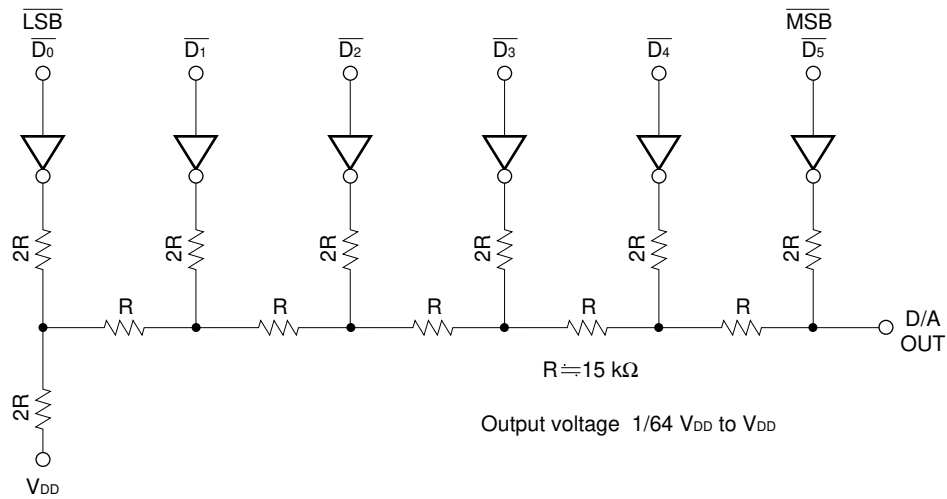 LSB MSB
D0 D1 D2 D3 D4 D5
2R 2R 2R 2R 2R 2R
R R R R R
D/A
OUT
2R
R≒15 kΩ
Output voltage 1/64 VDD to VDD
VDD